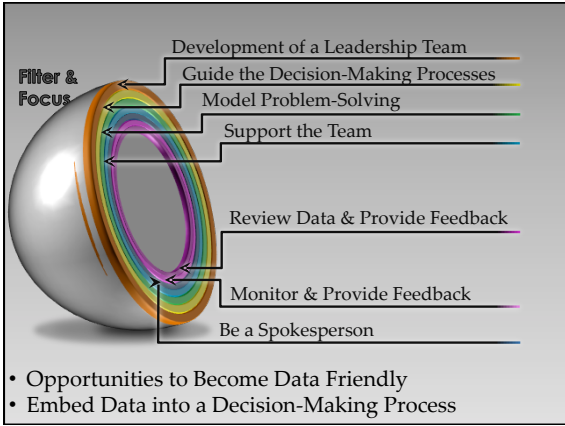 Development of a Leadership Team
Filter &
Focus
Guide the Decision-Making Processes
Model Problem-Solving
Support the Team
Review Data & Provide Feedback
Monitor & Provide Feedback
Be a Spokesperson
• Opportunities to Become Data Friendly
• Embed Data into a Decision-Making Process